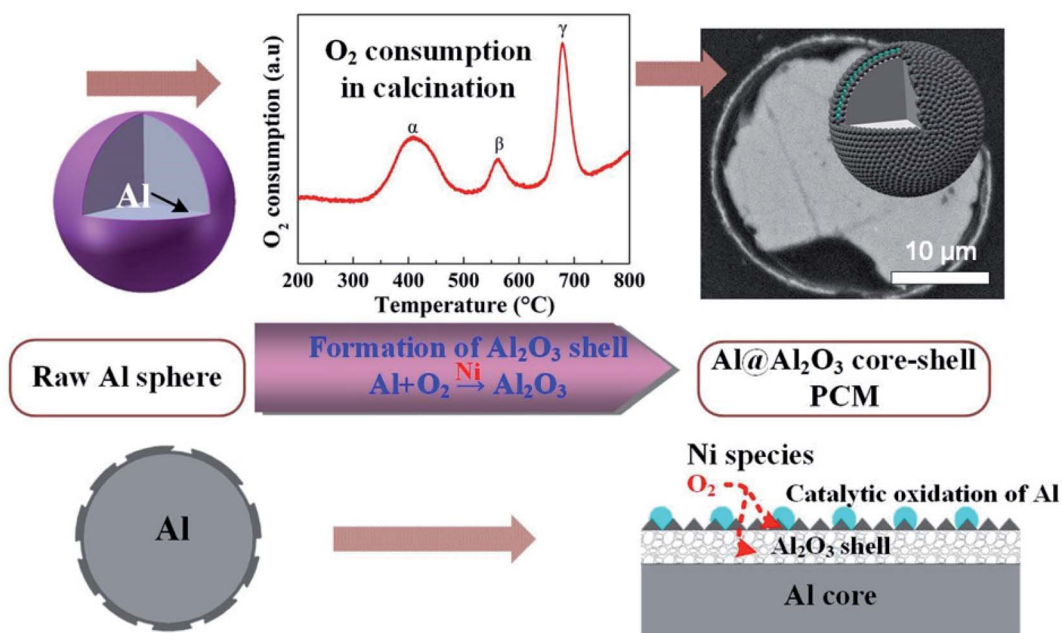 O₂ consumption
in calcination
α
β
γ
O₂ consumption (a.u)
200 300 400 500 600 700 800
Temperature (°C)
Al
10 μm
Raw Al sphere
Formation of Al₂O₃ shell
Ni
Al+O₂ → Al₂O₃
Al@Al₂O₃ core-shell
PCM
Al
Ni species
O₂
Catalytic oxidation of Al
Al₂O₃ shell
Al core